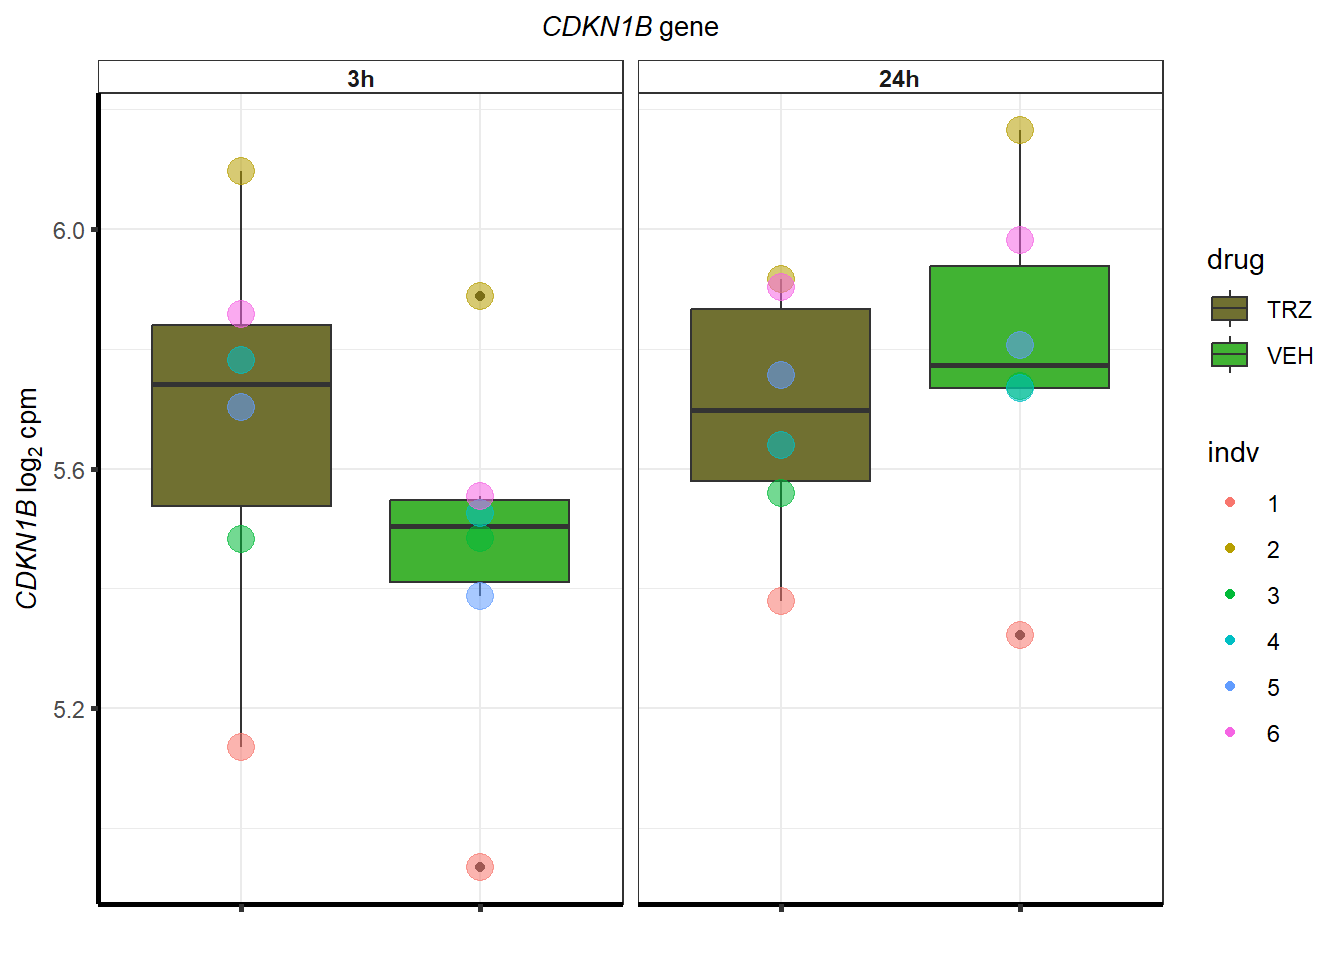 CDKN1B gene
3h
24h
6.0
5.6
5.2
CDKN1B log₂ cpm
drug
TRZ
VEH
indv
1
2
3
4
5
6